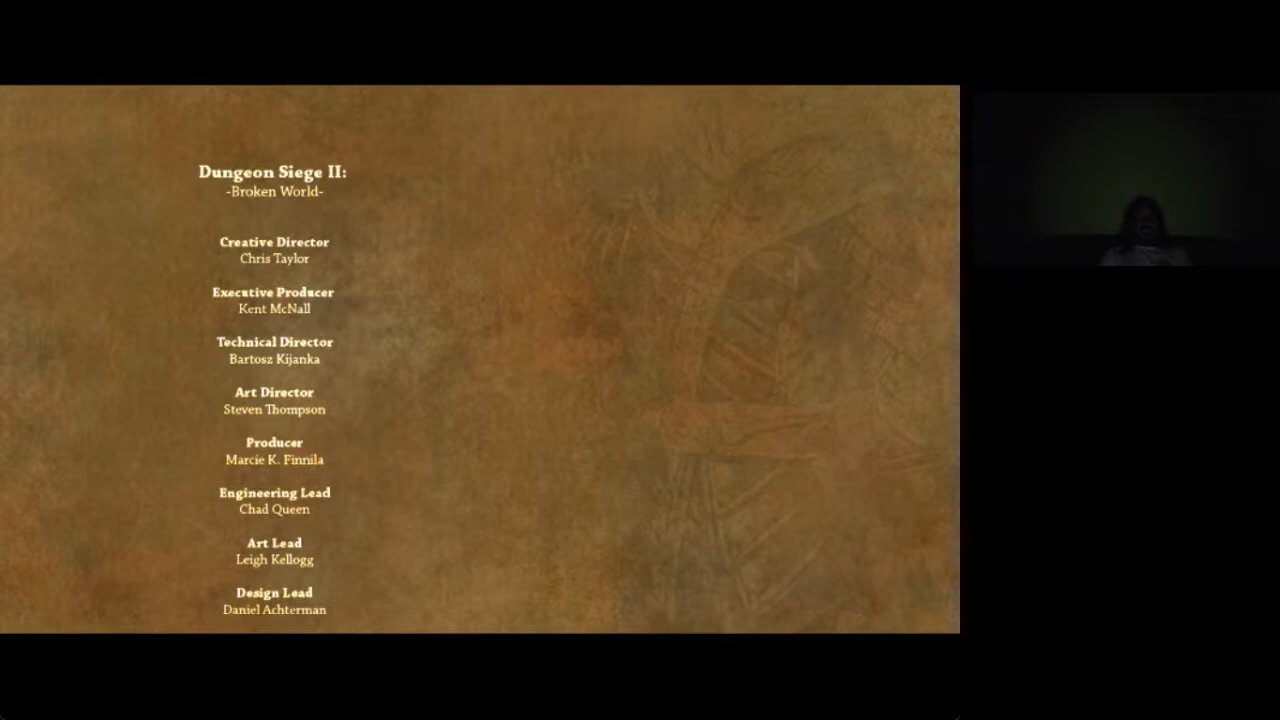 Dungeon Siege II:
-Broken World-
Creative Director
Chris Taylor
Executive Producer
Kent McNall
Technical Director
Bartosz Kijanka
Art Director
Steven Thompson
Producer
Marcie K. Finnila
Engineering Lead
Chad Queen
Art Lead
Leigh Kellogg
Design Lead
Daniel Achterman